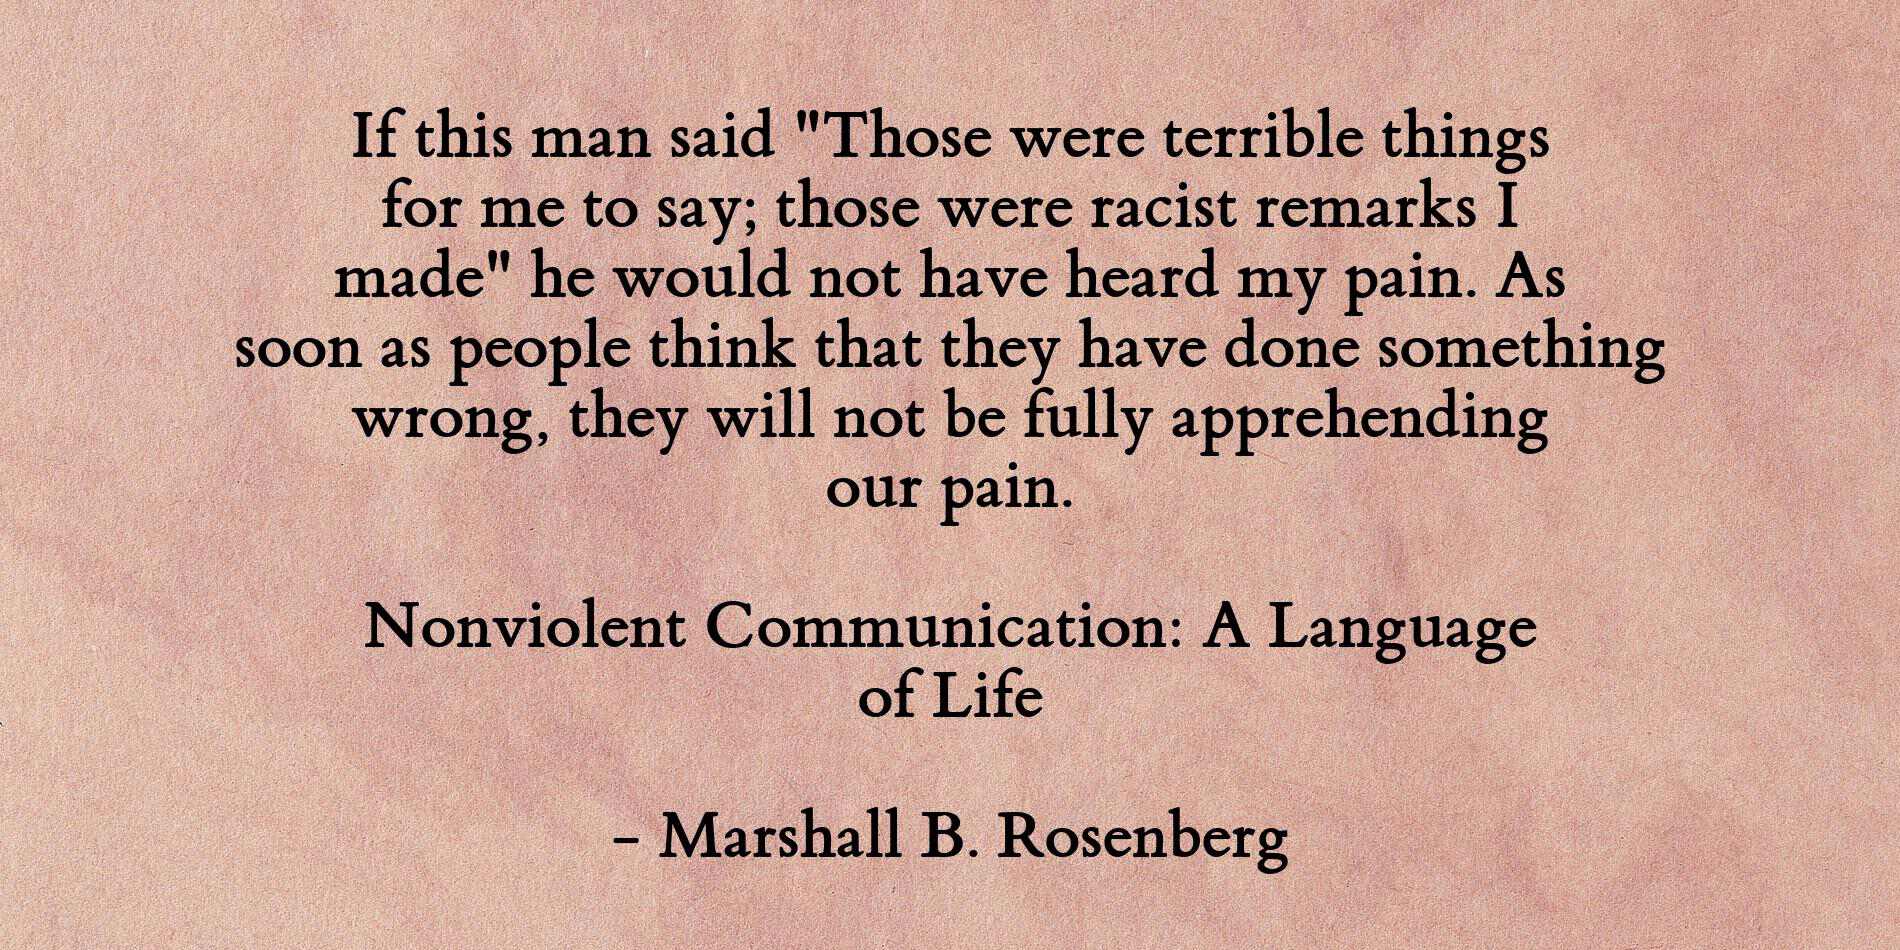 If this man said "Those were terrible things
for me to say; those were racist remarks I
made" he would not have heard my pain. As
soon as people think that they have done something
wrong, they will not be fully apprehending
our pain.
Nonviolent Communication: A Language
of Life
- Marshall B. Rosenberg